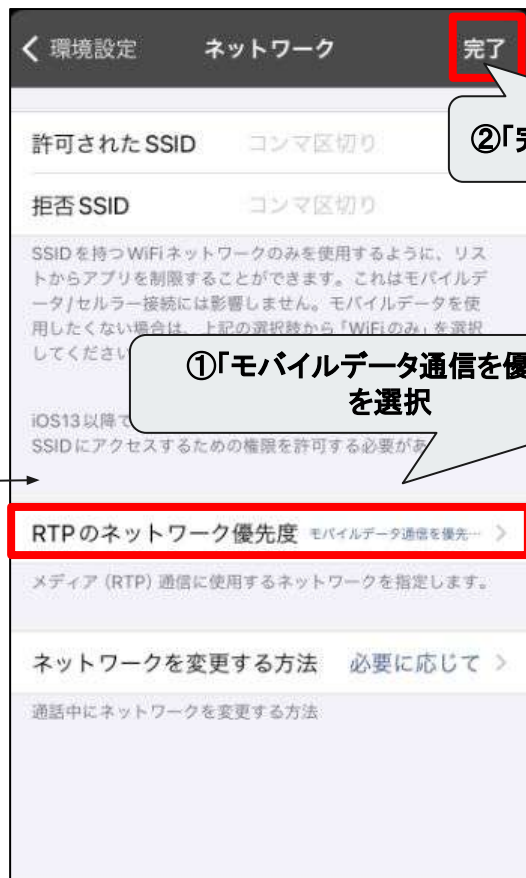 環境設定
ネットワーク
完了
許可された SSID
コンマ区切り
②「完
拒否 SSID
コンマ区切り
SSID を持つ WiFi ネットワークのみを使用するように、リス
トからアプリを制限することができます。これはモバイルデ
ータ/セルラー接続には影響しません。モバイルデータを使
用したくない場合は、上記の選択肢から「WiFi のみ」を選択
してください
①「モバイルデータ通信を優
を選択
iOS13 以降で
SSID にアクセスするための権限を許可する必要があ
RTP のネットワーク優先度
モバイルデータ通信を優先…
メディア (RTP) 通信に使用するネットワークを指定します。
ネットワークを変更する方法
必要に応じて
通話中にネットワークを変更する方法